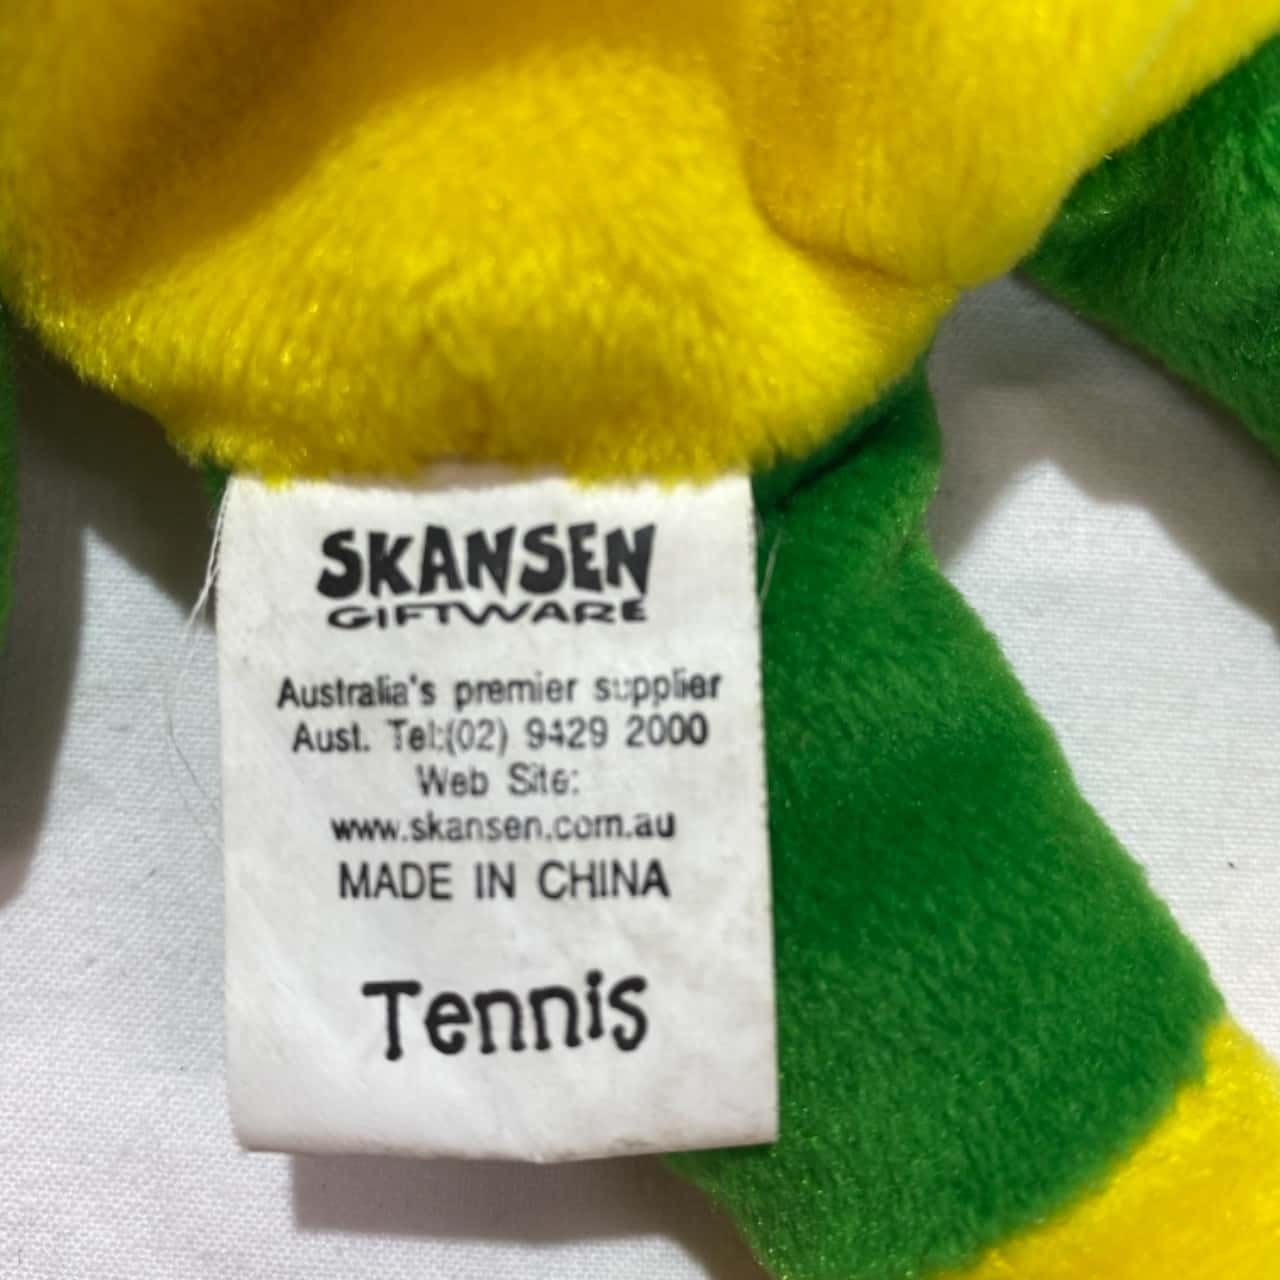 SKANSEN
GIFTWARE
Australia's premier supplier
Aust. Tel:(02) 9429 2000
Web Site:
www.skansen.com.au
MADE IN CHINA
Tennis